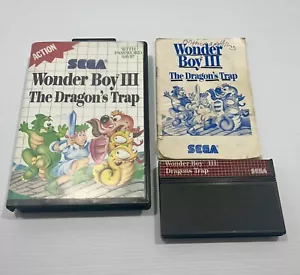 ACTION
SEGA
WITH
PASSWORD
SAVE!
Wonder Boy III
The Dragon's Trap
Wonder
Boy III
The Dragon's Trap
SEGA
Wonder Boy III:
Dragons Trap
SEGA